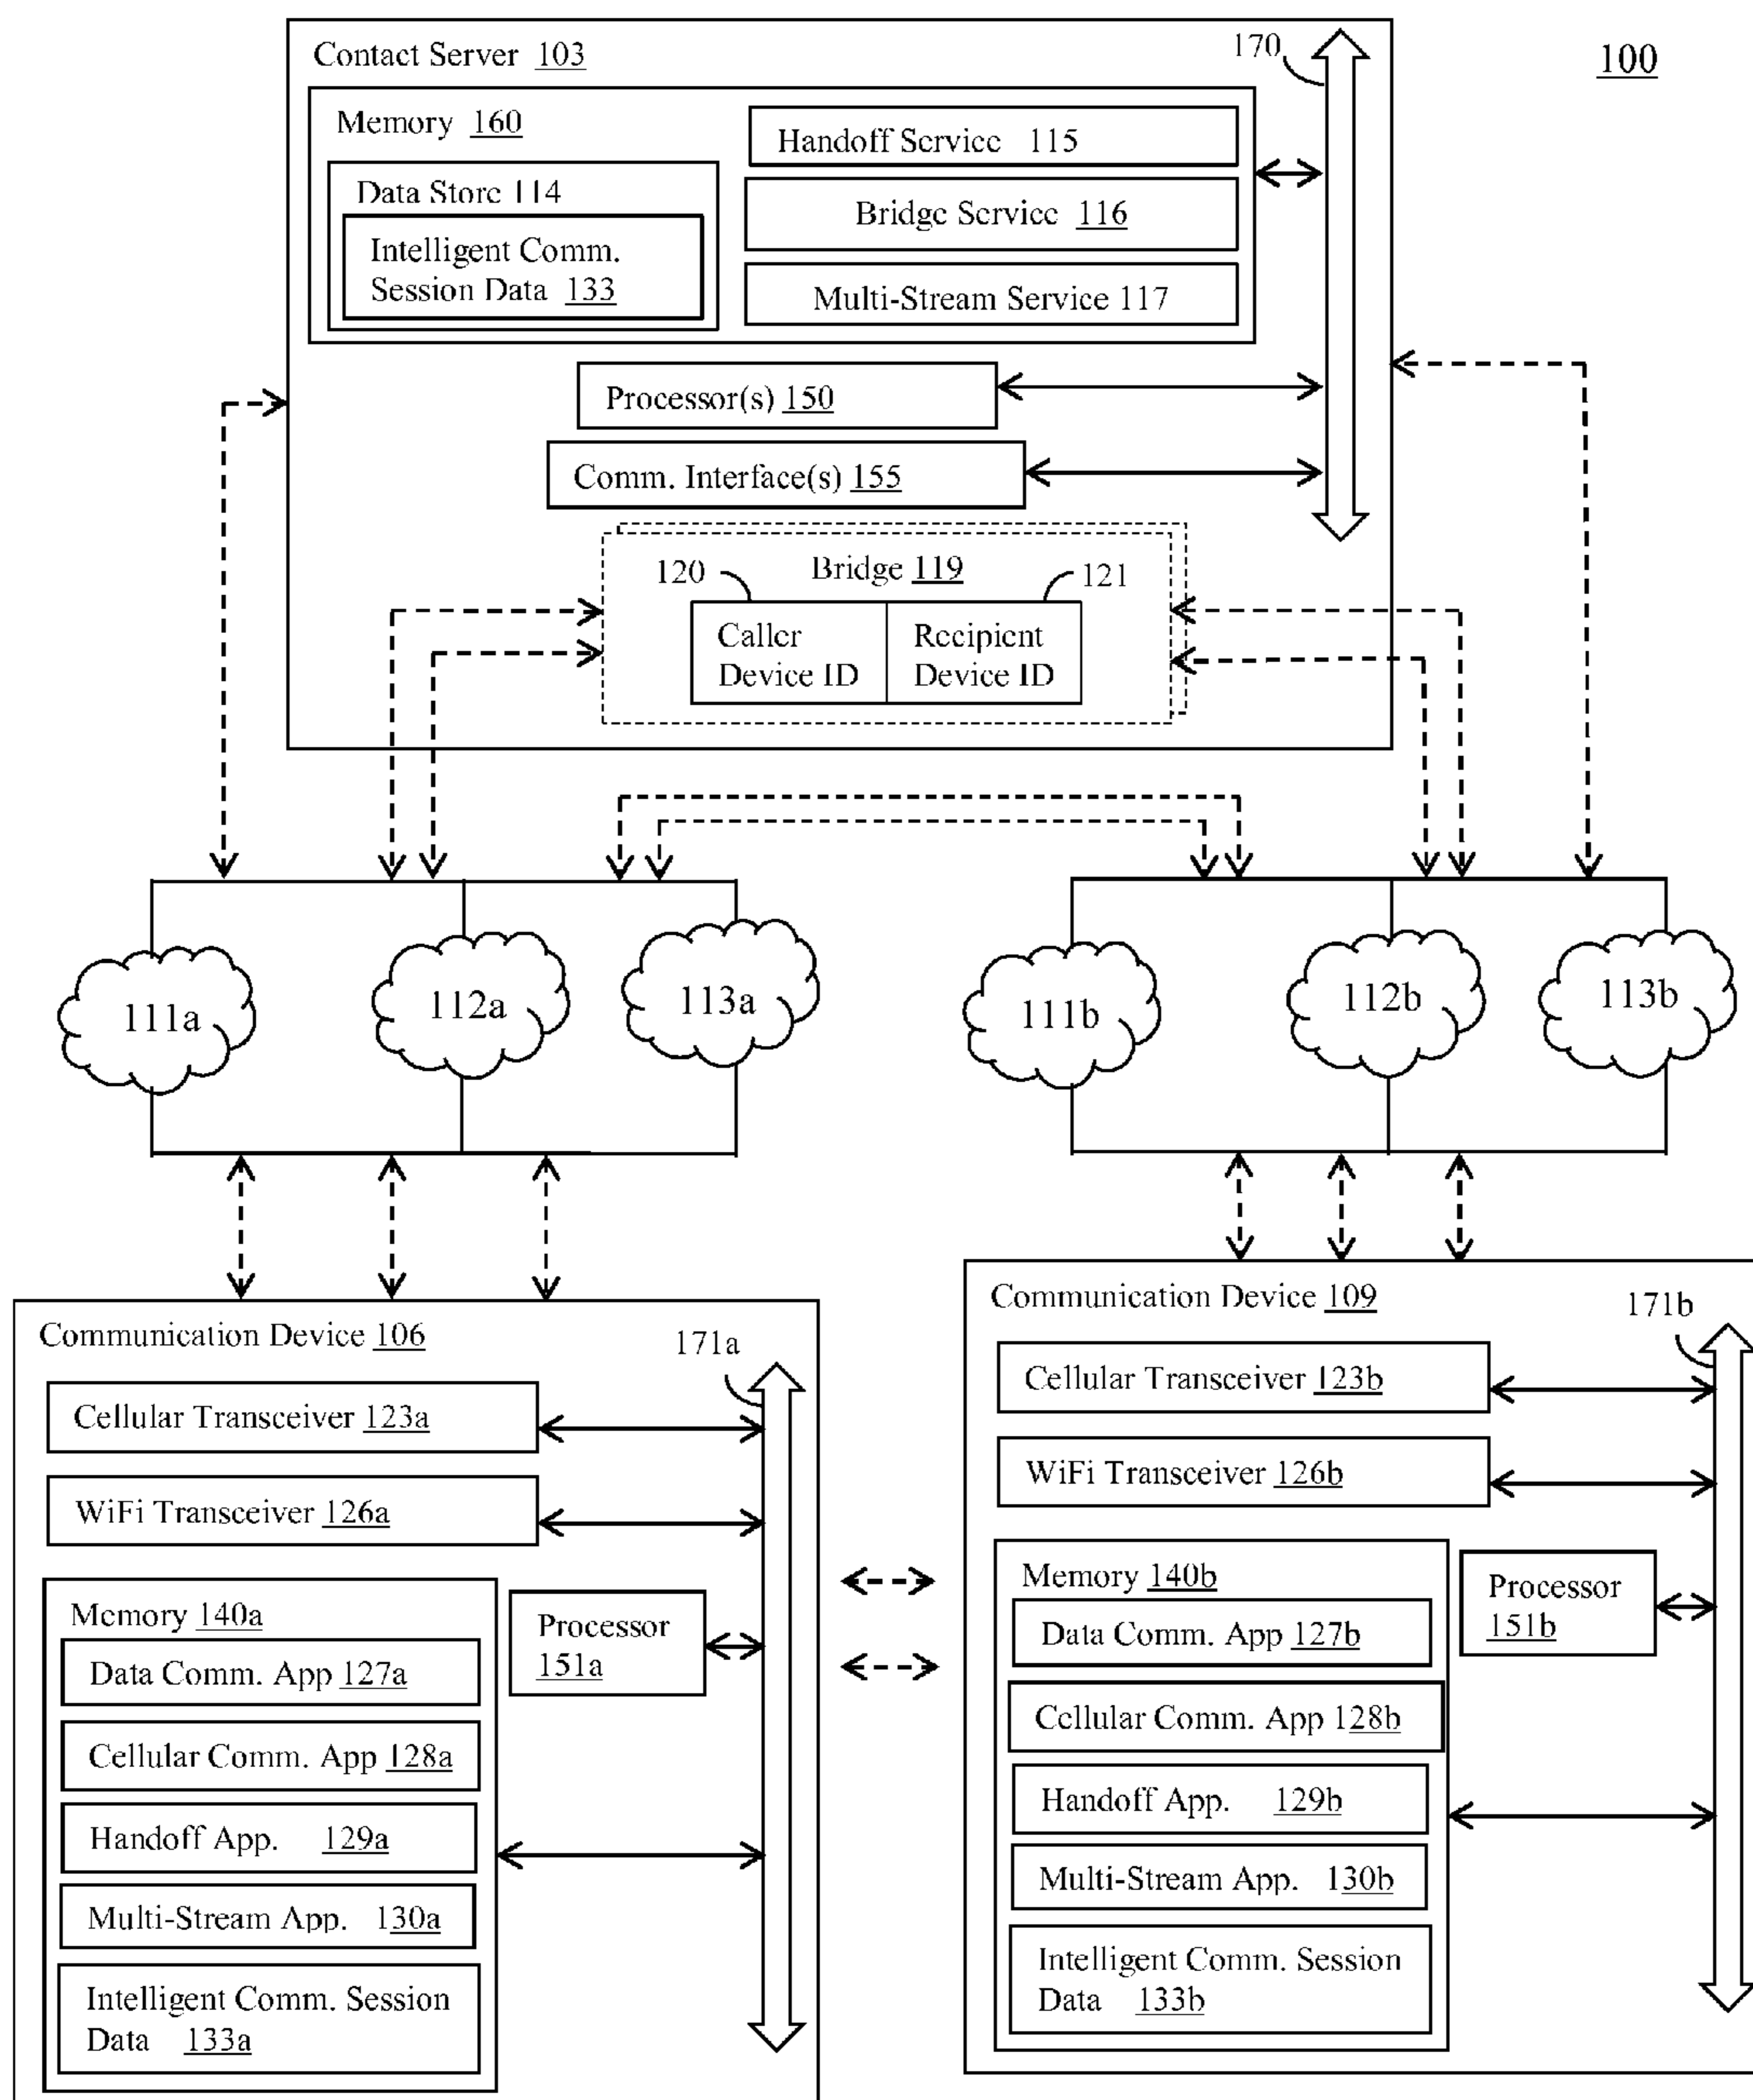 100
Contact Server 103
170
Memory 160
Data Store 114
Intelligent Comm.
Session Data 133
Handoff Service 115
Bridge Service 116
Multi-Stream Service 117
Processor(s) 150
Comm. Interface(s) 155
Bridge 119
120
121
Caller
Device ID
Recipient
Device ID
111a
112a
113a
111b
112b
113b
Communication Device 106
171a
Cellular Transceiver 123a
WiFi Transceiver 126a
Memory 140a
Data Comm. App 127a
Cellular Comm. App 128a
Handoff App. 129a
Multi-Stream App. 130a
Intelligent Comm. Session
Data 133a
Processor
151a
Communication Device 109
171b
Cellular Transceiver 123b
WiFi Transceiver 126b
Memory 140b
Data Comm. App 127b
Cellular Comm. App 128b
Handoff App. 129b
Multi-Stream App. 130b
Intelligent Comm. Session
Data 133b
Processor
151b